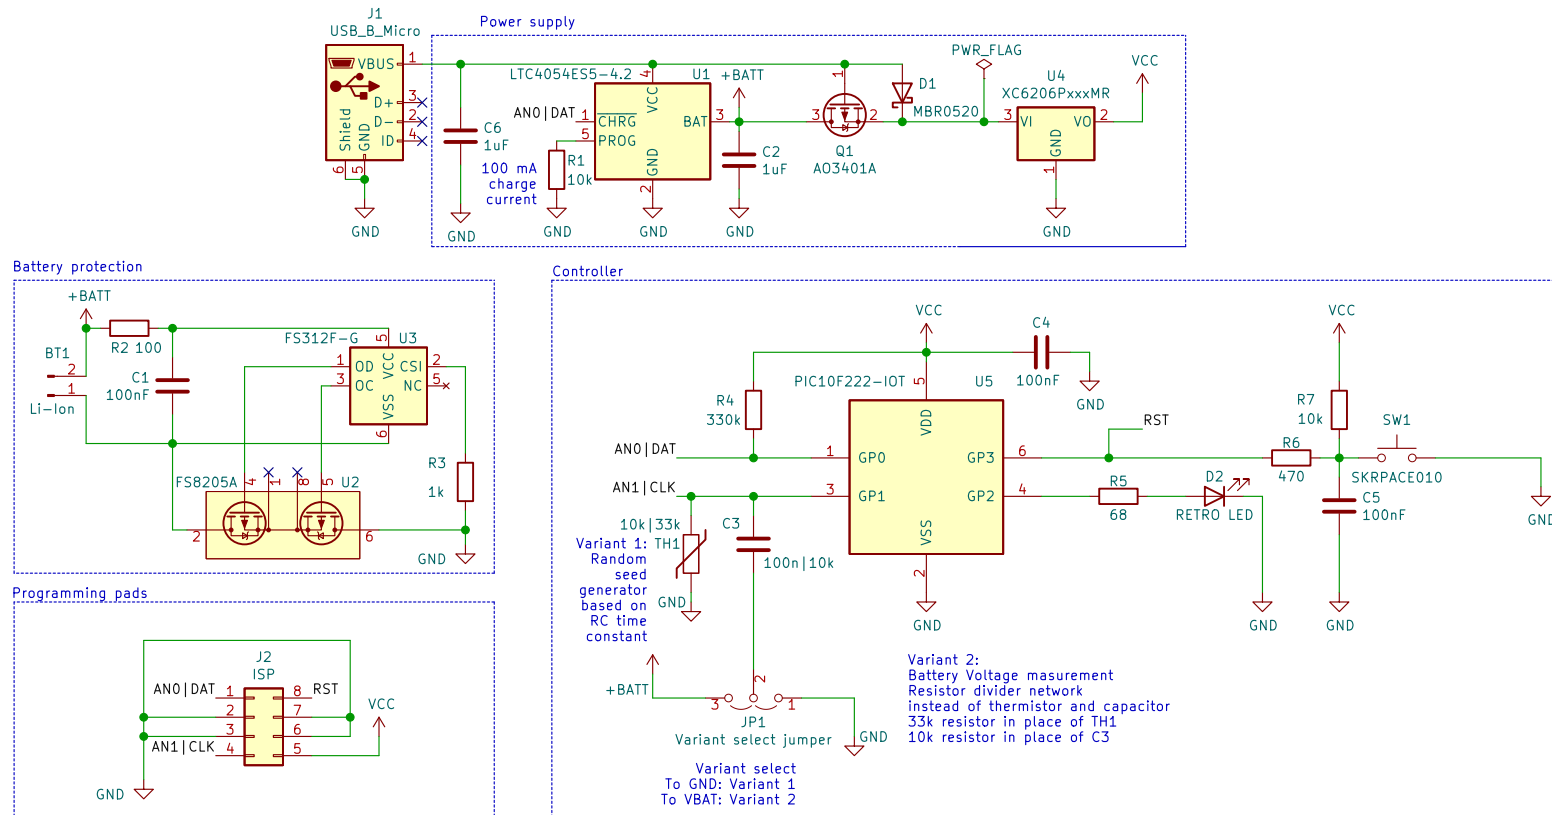 J1
USB_B_Micro
VBUS 1
D+ 3
D- 2
ID 4
Shield
GND
6
5
GND
Power supply
LTC4054ES5-4.2
U1
4
VCC
AN0|DAT
1 CHRG
5 PROG
BAT 3
GND
2
GND
C6
1uF
GND
100 mA
charge
current
R1
10k
GND
+BATT
C2
1uF
GND
1
3
2
Q1
AO3401A
D1
MBR0520
PWR_FLAG
U4
XC6206PxxxMR
3 VI
VO 2
GND
1
GND
VCC
Battery protection
+BATT
R2 100
BT1
2
1
Li-Ion
C1
100nF
FS312F-G
U3
5
VCC
1 OD
3 OC
CSI 2
NC 5
VSS
6
R3
1k
GND
FS8205A
U2
4
1
8
5
2
6
Programming pads
J2
ISP
AN0|DAT
1
2
3
4
AN1|CLK
8
7
6
5
RST
VCC
GND
Controller
VCC
C4
100nF
GND
R4
330k
PIC10F222-IOT
U5
5
VDD
AN0|DAT
1 GP0
AN1|CLK
3 GP1
GP3 6
GP2 4
VSS
2
GND
10k|33k
TH1
GND
C3
100n|10k
Variant 1:
Random
seed
generator
based on
RC time
constant
+BATT
3
2
1
JP1
Variant select jumper
GND
Variant select
To GND: Variant 1
To VBAT: Variant 2
Variant 2:
Battery Voltage masurement
Resistor divider network
instead of thermistor and capacitor
33k resistor in place of TH1
10k resistor in place of C3
RST
R5
68
D2
RETRO LED
GND
R6
470
VCC
R7
10k
SW1
SKRPACE010
C5
100nF
GND
GND